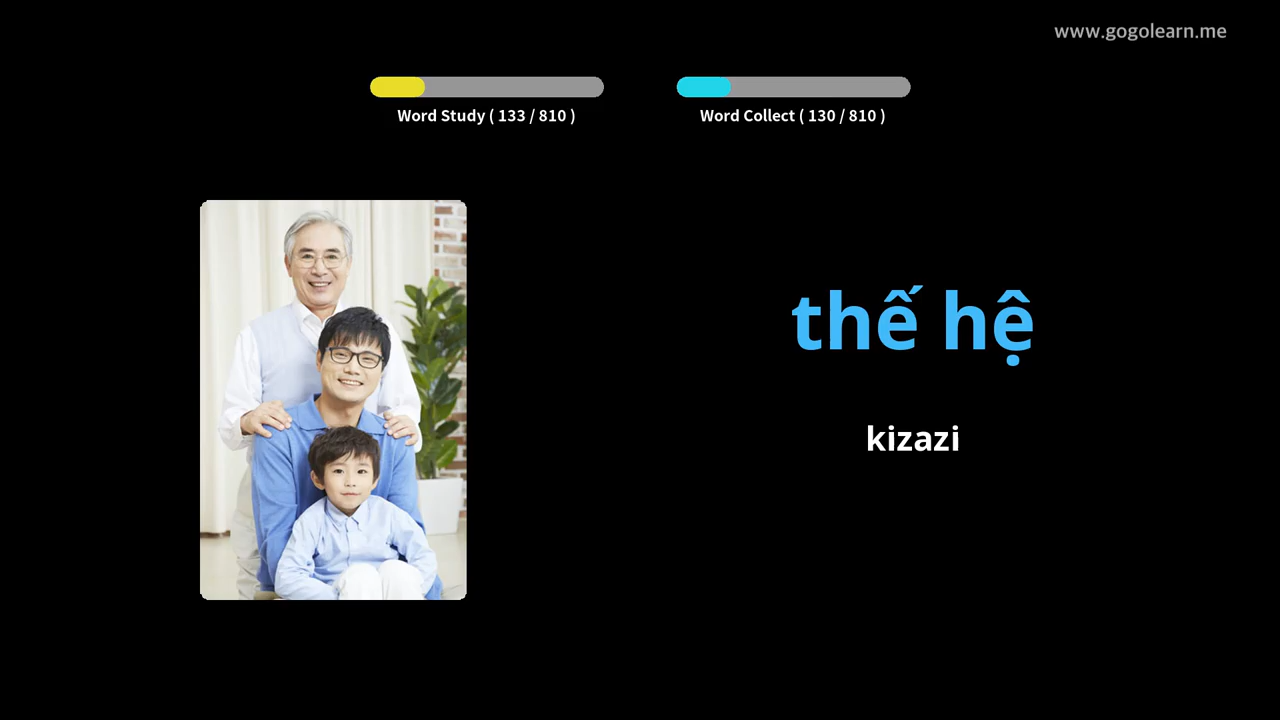 www.gogolearn.me
Word Study ( 133 / 810 )
Word Collect ( 130 / 810 )
thế hệ
kizazi